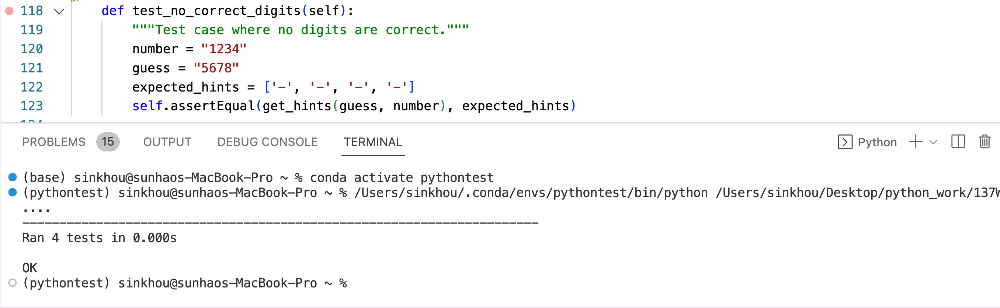 118 def test_no_correct_digits(self):
119 """Test case where no digits are correct."""
120 number = "1234"
121 guess = "5678"
122 expected_hints = ['-', '-', '-', '-']
123 self.assertEqual(get_hints(guess, number), expected_hints)
PROBLEMS 15 OUTPUT DEBUG CONSOLE TERMINAL Python
(base) sinkhou@sunhaos-MacBook-Pro ~ % conda activate pythontest
(pythontest) sinkhou@sunhaos-MacBook-Pro ~ % /Users/sinkhou/.conda/envs/pythontest/bin/python /Users/sinkhou/Desktop/python_work/137
....
----------------------------------------------------------------------
Ran 4 tests in 0.000s
OK
(pythontest) sinkhou@sunhaos-MacBook-Pro ~ %